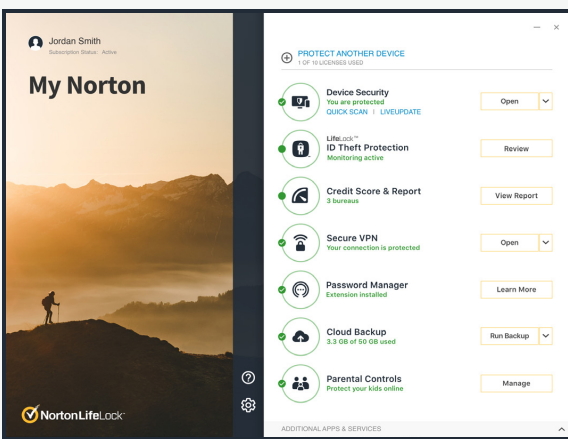 Jordan Smith
Subscription Status: Active
My Norton
NortonLifeLock
PROTECT ANOTHER DEVICE
1 OF 10 LICENSES USED
Device Security
You are protected
QUICK SCAN | LIVEUPDATE
Open
LifeLock™
ID Theft Protection
Monitoring active
Review
Credit Score & Report
3 bureaus
View Report
Secure VPN
Your connection is protected
Open
Password Manager
Extension installed
Learn More
Cloud Backup
3.3 GB of 50 GB used
Run Backup
Parental Controls
Protect your kids online
Manage
ADDITIONAL APPS & SERVICES